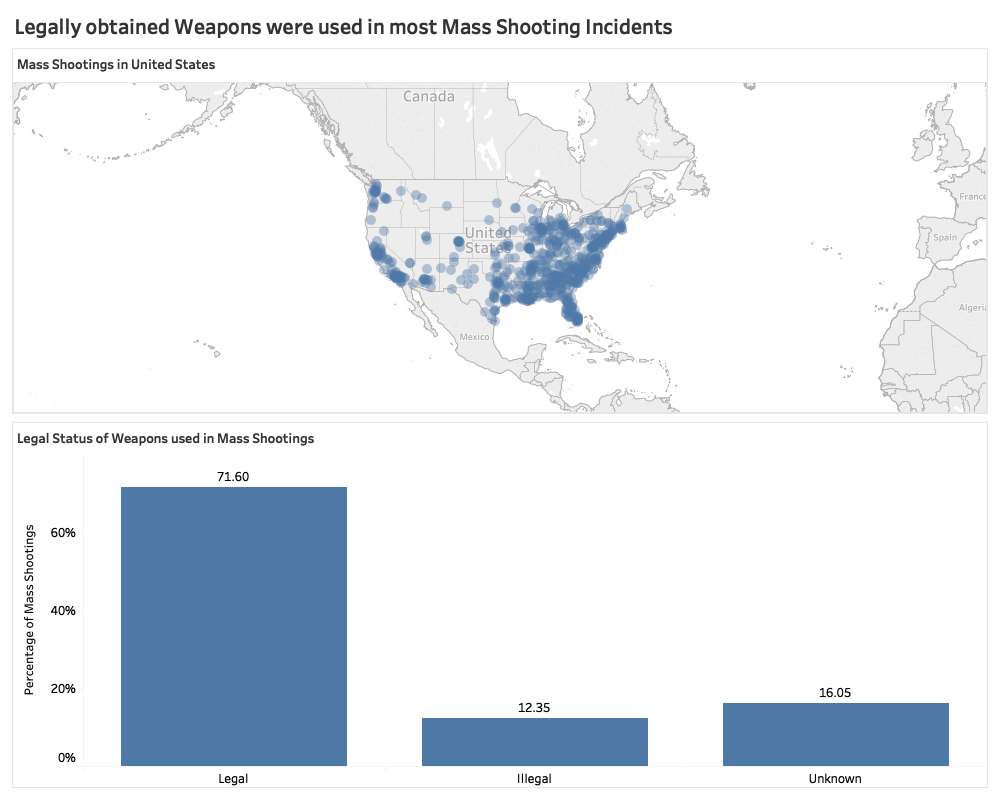 Legally obtained Weapons were used in most Mass Shooting Incidents
Mass Shootings in United States
Canada
United
States
Mexico
France
Spain
Algeria
Legal Status of Weapons used in Mass Shootings
Percentage of Mass Shootings
60%
40%
20%
0%
71.60
12.35
16.05
Legal
Illegal
Unknown